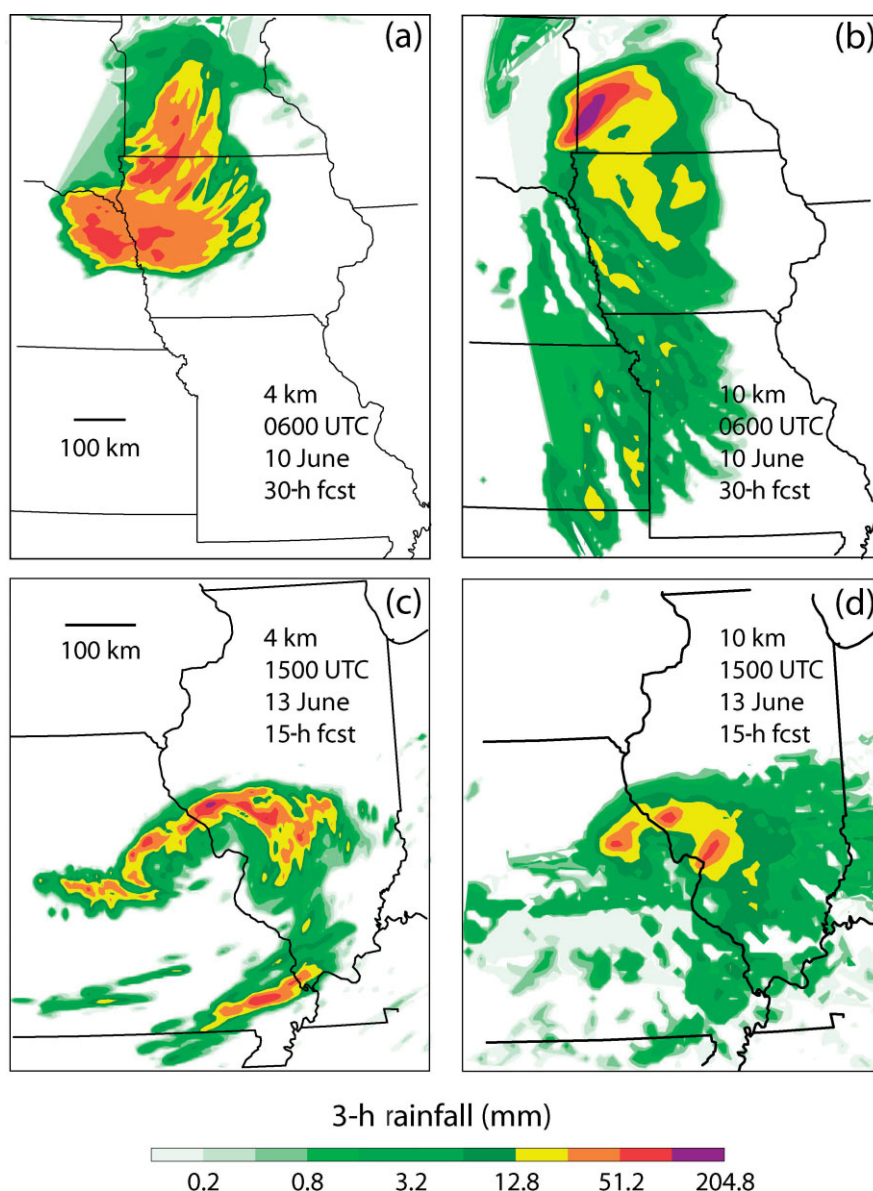 (a)
4 km
0600 UTC
10 June
30-h fcst
100 km
(b)
10 km
0600 UTC
10 June
30-h fcst
(c)
100 km
4 km
1500 UTC
13 June
15-h fcst
(d)
10 km
1500 UTC
13 June
15-h fcst
3-h rainfall (mm)
0.2 0.8 3.2 12.8 51.2 204.8